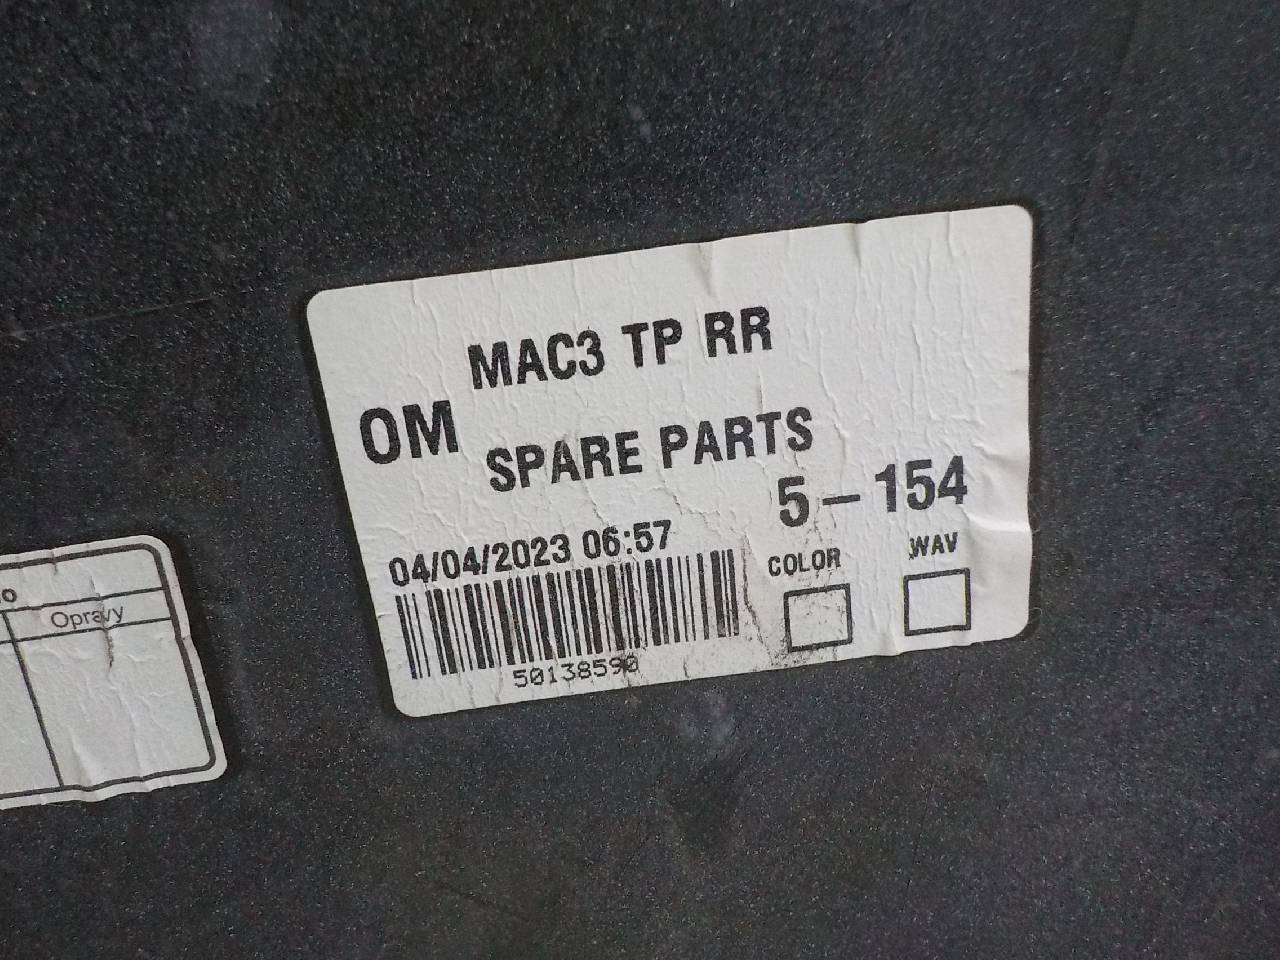 MAC3 TP RR
OM
SPARE PARTS
5-154
04/04/2023 06:57
COLOR
WAV
50138590
Opravy